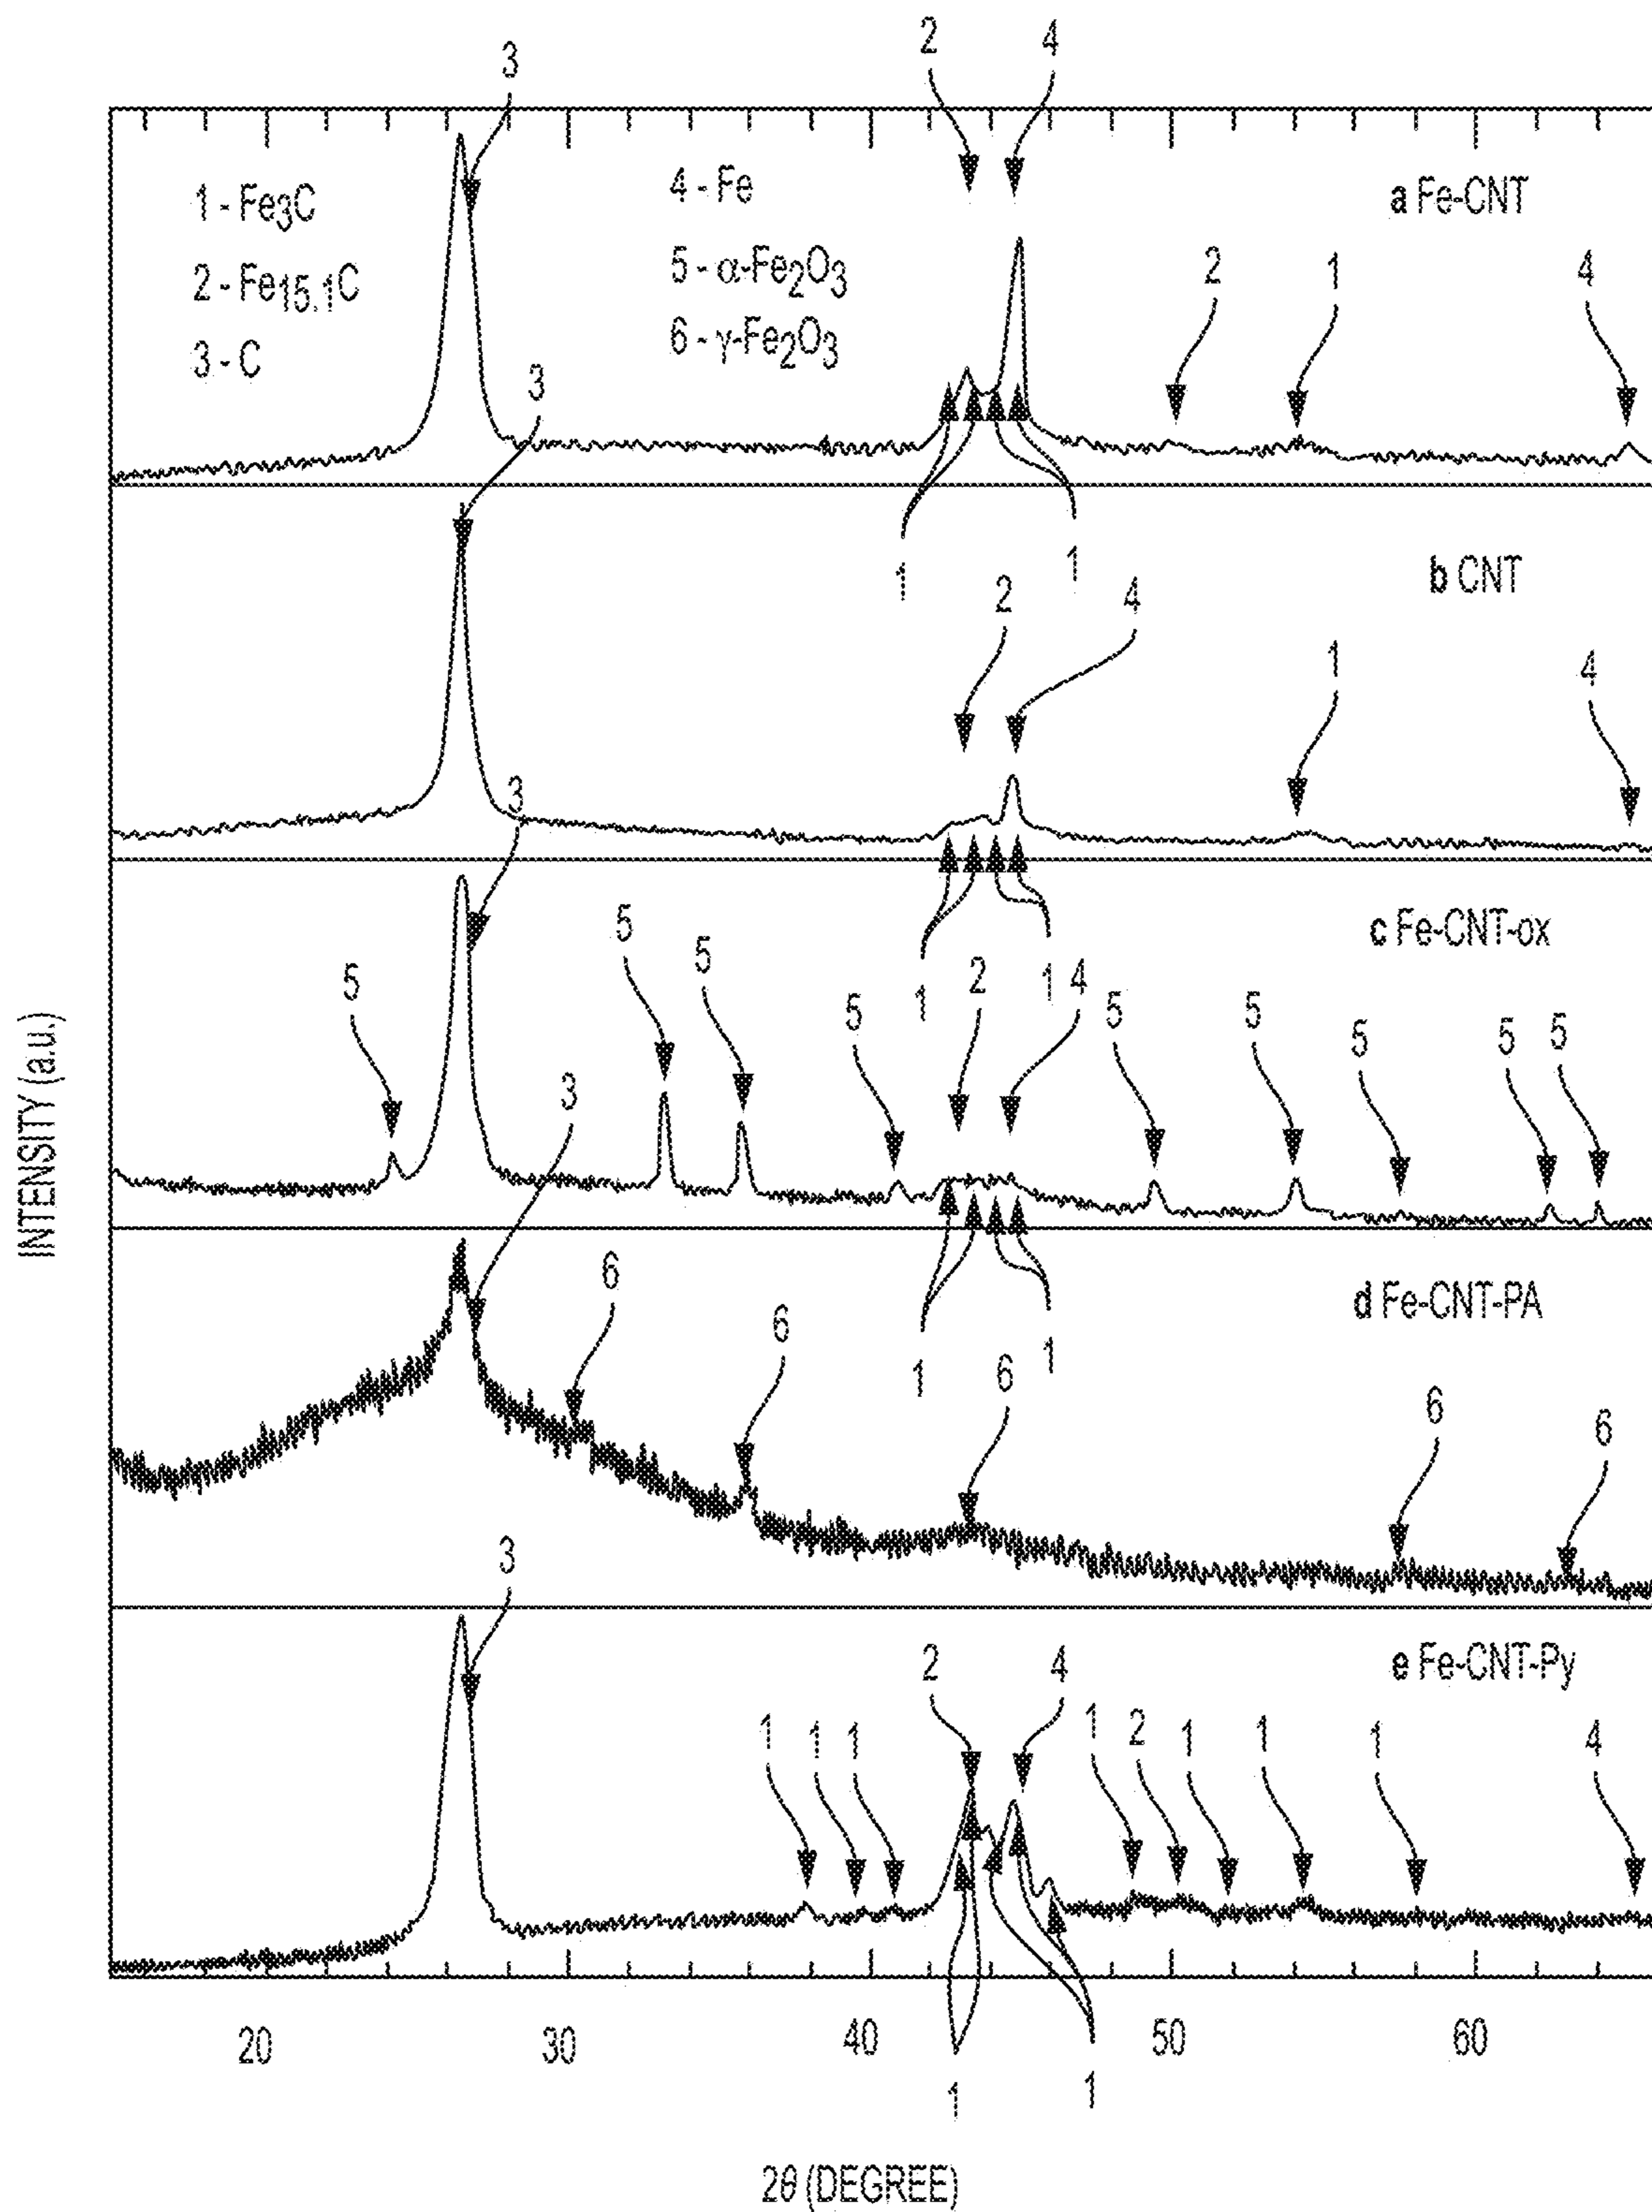 2 4
3
1 - Fe3C 4 - Fe a Fe-CNT
2 - Fe15.1C 5 - α-Fe2O3 2 1 4
3 - C 6 - γ-Fe2O3
3
1 1
b CNT
2 4
1 4
3
c Fe-CNT-ox
5 5
5 5 1 2 1 4 5 5 5 5 5
INTENSITY (a.u.)
3
6 d Fe-CNT-PA
6 1 6 1
6 6
3
e Fe-CNT-Py
2 4
1 1 1 1 2 1 1 1 4
20 30 40 50 60
1 1
2θ (DEGREE)